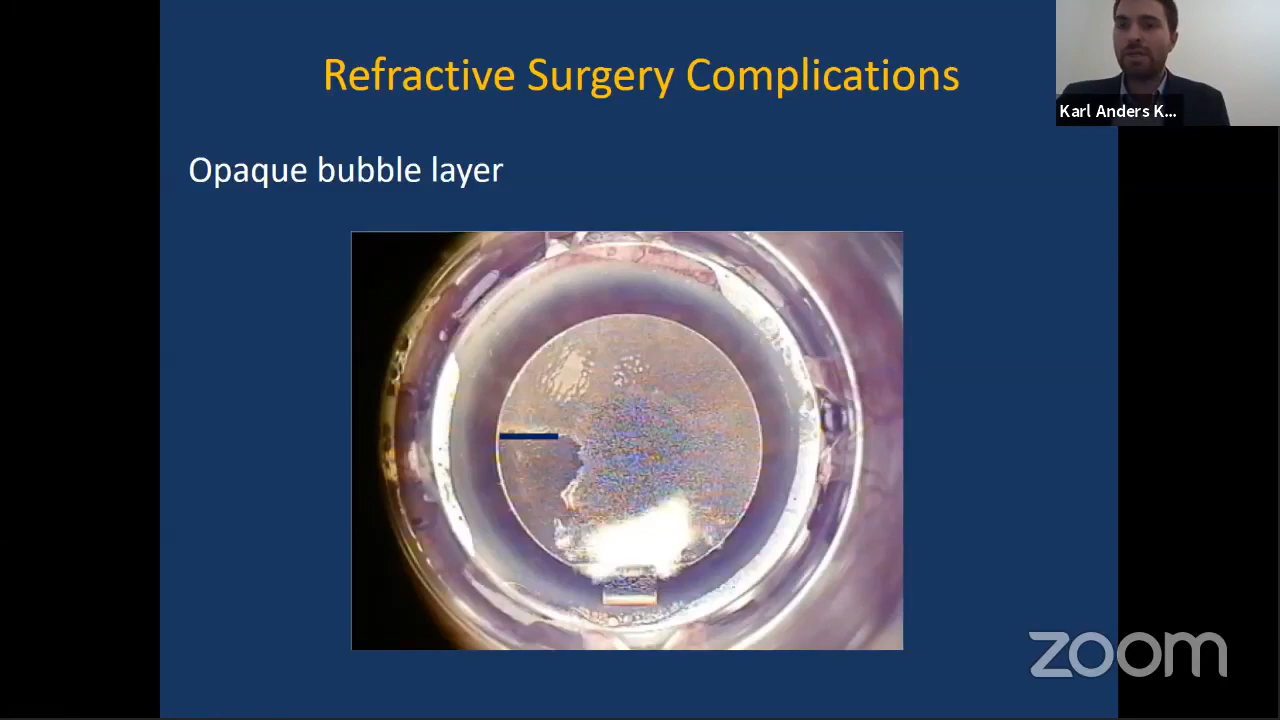 Refractive Surgery Complications
Karl Anders K...
Opaque bubble layer
zoom